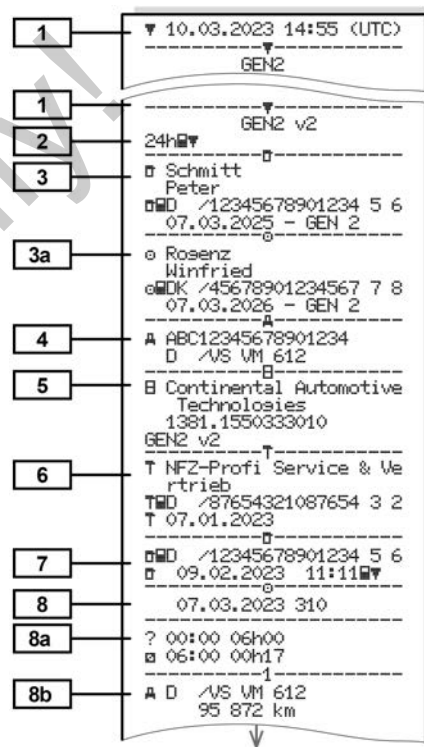 1 ▼ 10.03.2023 14:55 (UTC)
--------------▼--------------
GEN2
1 --------------▼--------------
GEN2 v2
2 24h▼
3 Schmitt
Peter
D /12345678901234 5 6
07.03.2025 - GEN 2
3a Rosenz
Winfried
DK /45678901234567 7 8
07.03.2026 - GEN 2
4 A ABC12345678901234
D /VS VM 612
5 Continental Automotive
Technologies
1381.1550333010
GEN2 v2
6 T NFZ-Profi Service & Ve
rtrieb
T D /87654321087654 3 2
T 07.01.2023
7 D /12345678901234 5 6
09.02.2023 11:11▼
8 07.03.2023 310
8a ? 00:00 06h00
06:00 00h17
--------------1--------------
8b A D /VS VM 612
95 872 km
ny!